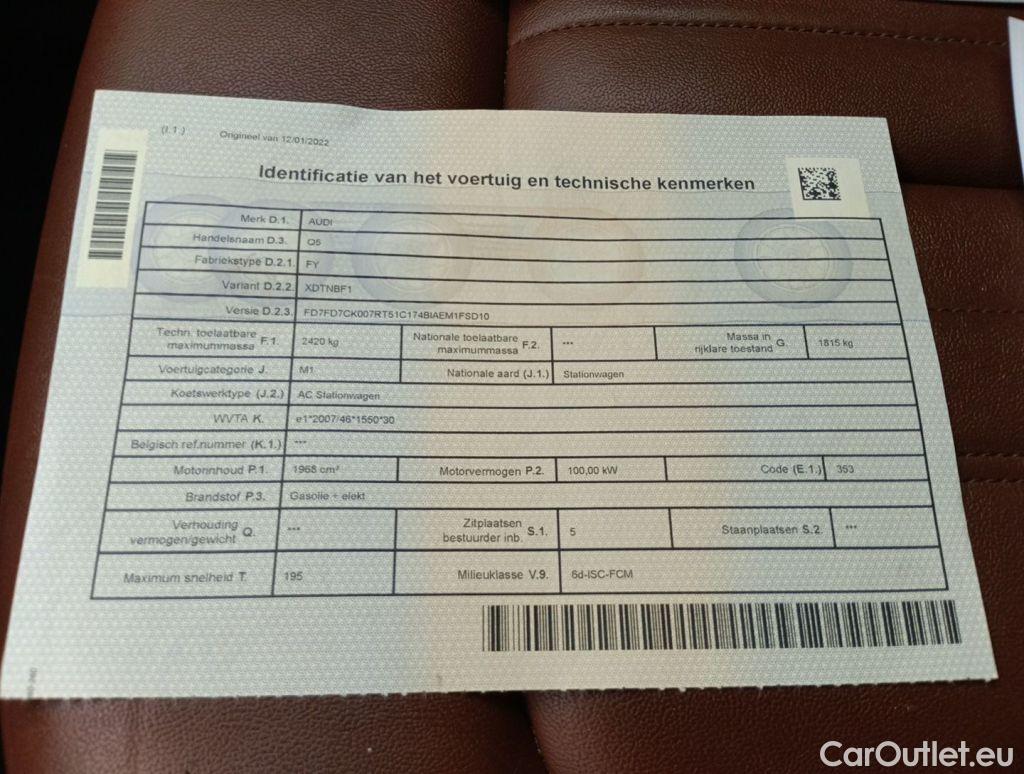 (I.1.) Origineel van 12/01/2022
Identificatie van het voertuig en technische kenmerken
Merk D.1. AUDI
Handelsnaam D.3. Q5
Fabriekstype D.2.1. FY
Variant D.2.2. XDTNBF1
Versie D.2.3. FD7FD7CK007RT51C174BIAEM1FSD10
Techn. toelaatbare maximummassa F.1. 2420 kg Nationale toelaatbare maximummassa F.2. *** Massa in rijklare toestand G. 1815 kg
Voertuigcategorie J. M1 Nationale aard (J.1.) Stationwagen
Koetswerktype (J.2.) AC Stationwagen
WVTA K. e1*2007/46*1550*30
Belgisch ref.nummer (K.1.) ***
Motorinhoud P.1. 1968 cm³ Motorvermogen P.2. 100,00 kW Code (E.1.) 353
Brandstof P.3. Gasolie + elekt
Verhouding vermogen/gewicht Q. *** Zitplaatsen bestuurder inb. S.1. 5 Staanplaatsen S.2. ***
Maximum snelheid T. 195 Milieuklasse V.9. 6d-ISC-FCM
CarOutlet.eu